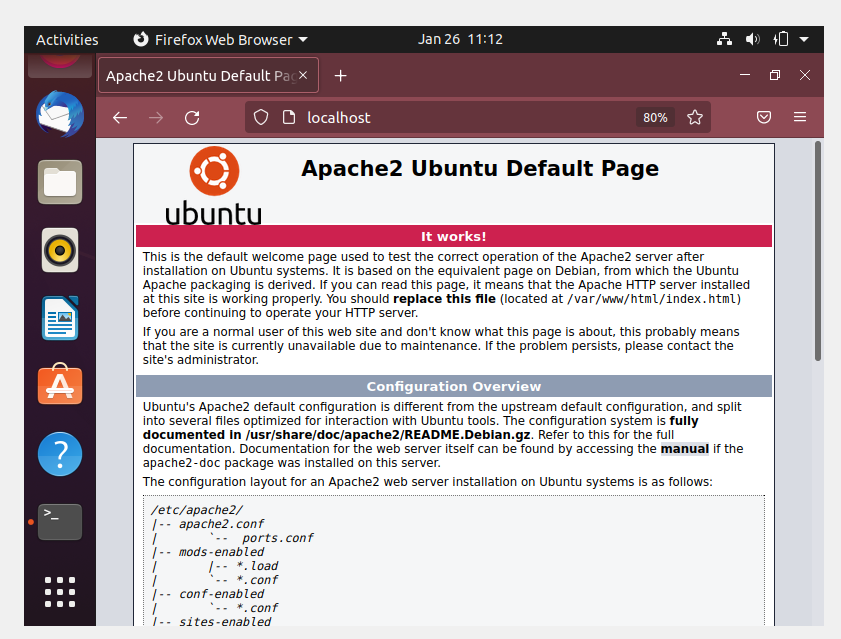 Activities Firefox Web Browser Jan 26 11:12
Apache2 Ubuntu Default Pa
localhost 80%
ubuntu
Apache2 Ubuntu Default Page
It works!
This is the default welcome page used to test the correct operation of the Apache2 server after
installation on Ubuntu systems. It is based on the equivalent page on Debian, from which the Ubuntu
Apache packaging is derived. If you can read this page, it means that the Apache HTTP server installed
at this site is working properly. You should replace this file (located at /var/www/html/index.html)
before continuing to operate your HTTP server.
If you are a normal user of this web site and don't know what this page is about, this probably means
that the site is currently unavailable due to maintenance. If the problem persists, please contact the
site's administrator.
Configuration Overview
Ubuntu's Apache2 default configuration is different from the upstream default configuration, and split
into several files optimized for interaction with Ubuntu tools. The configuration system is fully
documented in /usr/share/doc/apache2/README.Debian.gz. Refer to this for the full
documentation. Documentation for the web server itself can be found by accessing the manual if the
apache2-doc package was installed on this server.
The configuration layout for an Apache2 web server installation on Ubuntu systems is as follows:
/etc/apache2/
|-- apache2.conf
|       `--  ports.conf
|-- mods-enabled
|       |-- *.load
|       `-- *.conf
|-- conf-enabled
|       `-- *.conf
|-- sites-enabled